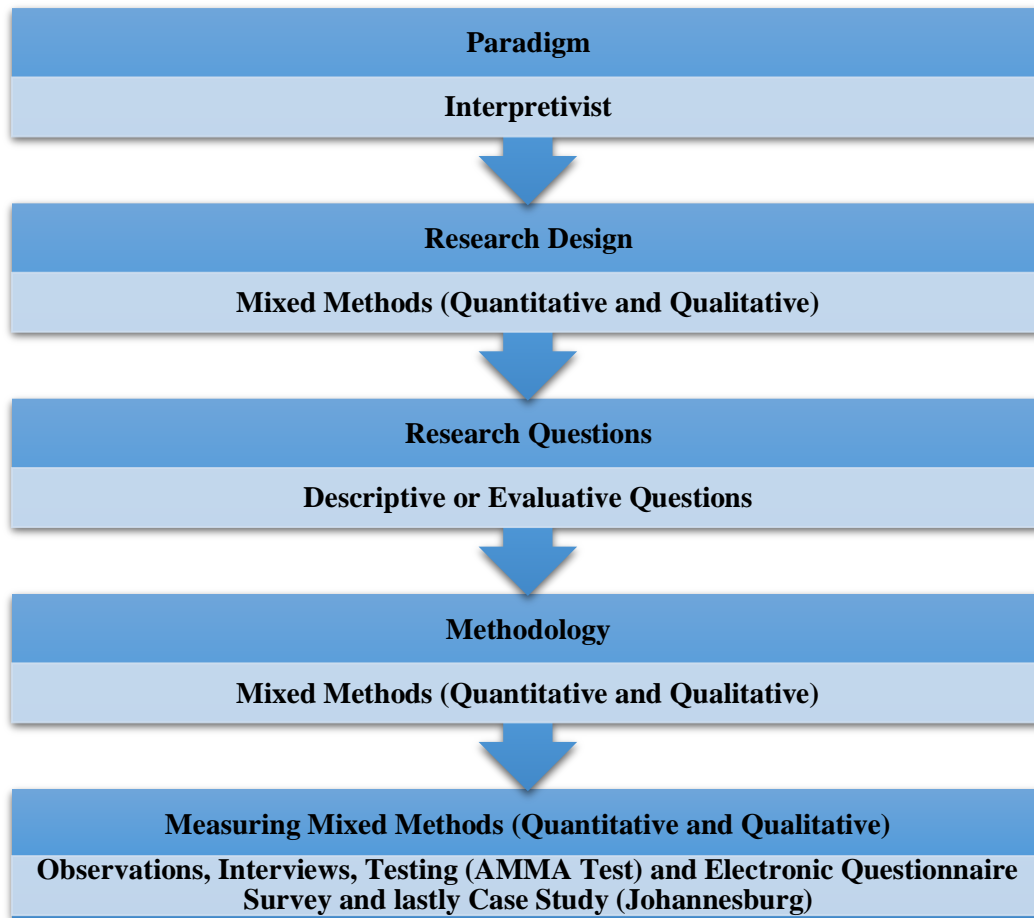 Paradigm
Interpretivist
Research Design
Mixed Methods (Quantitative and Qualitative)
Research Questions
Descriptive or Evaluative Questions
Methodology
Mixed Methods (Quantitative and Qualitative)
Measuring Mixed Methods (Quantitative and Qualitative)
Observations, Interviews, Testing (AMMA Test) and Electronic Questionnaire
Survey and lastly Case Study (Johannesburg)